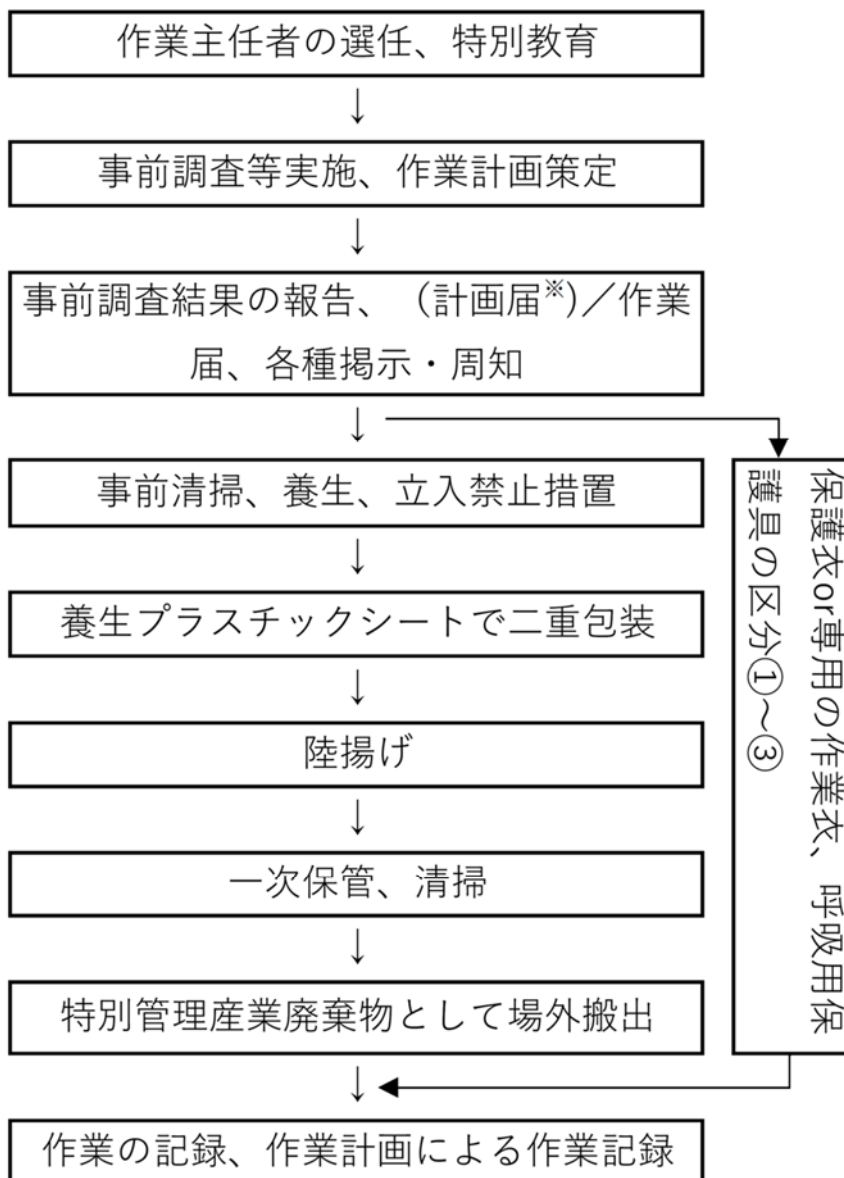 作業主任者の選任、特別教育
↓
事前調査等実施、作業計画策定
↓
事前調査結果の報告、（計画届※)／作業
届、各種掲示・周知
↓
事前清掃、養生、立入禁止措置
↓
養生プラスチックシートで二重包装
↓
陸揚げ
↓
一次保管、清掃
↓
特別管理産業廃棄物として場外搬出
↓
作業の記録、作業計画による作業記録
保護衣or専用の作業衣、呼吸用保
護具の区分①～③